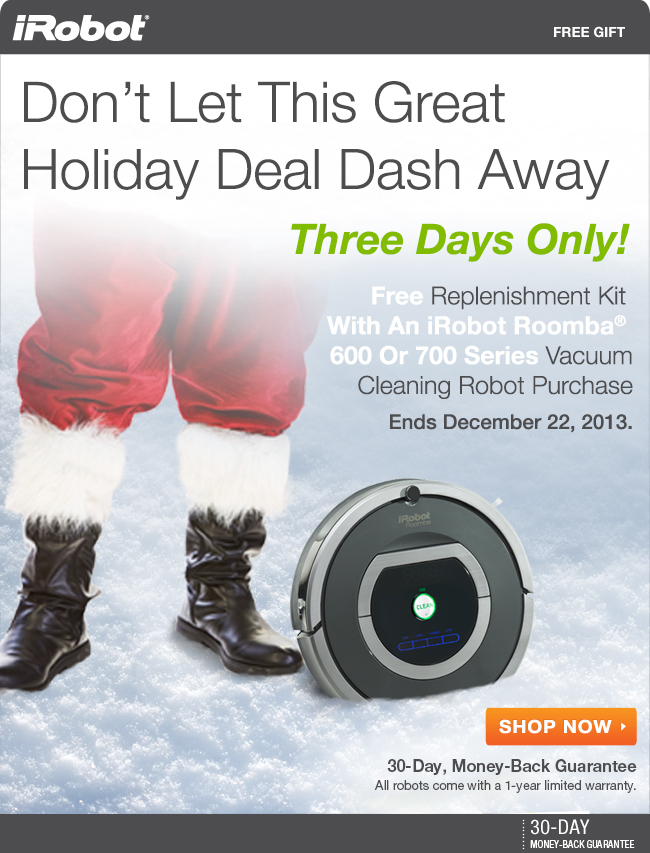 iRobot®
FREE GIFT
Don't Let This Great
Holiday Deal Dash Away
Three Days Only!
Free Replenishment Kit
With An iRobot Roomba®
600 Or 700 Series Vacuum
Cleaning Robot Purchase
Ends December 22, 2013.
iRobot
Roomba
CLEAN
SHOP NOW
30-Day, Money-Back Guarantee
All robots come with a 1-year limited warranty.
30-DAY
MONEY-BACK GUARANTEE